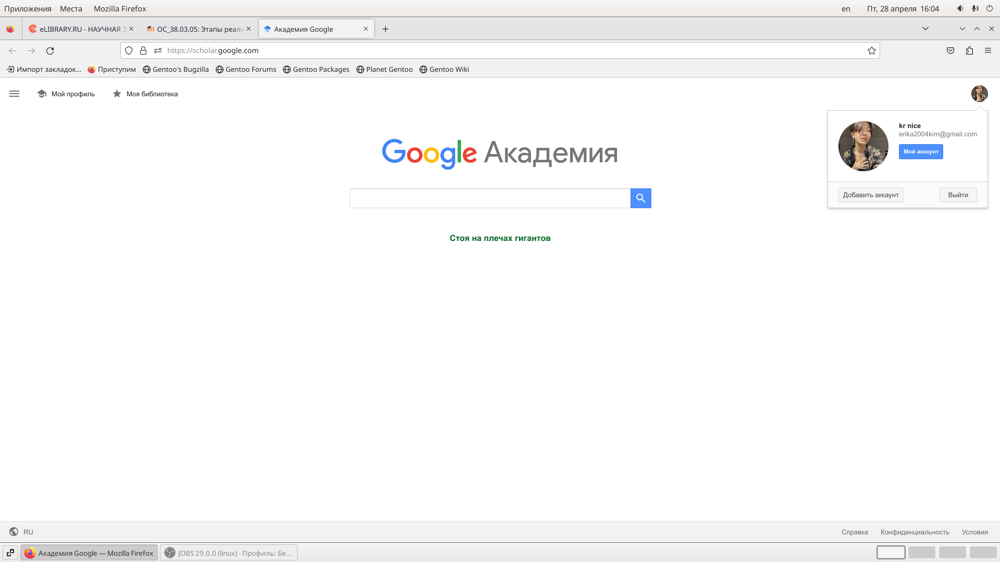 Приложения Места Mozilla Firefox en Пт, 28 апреля 16:04
eLIBRARY.RU - НАУЧНАЯ Э ОС_38.03.05: Этапы реали Академия Google
https://scholar.google.com
Импорт закладок... Приступим Gentoo's Bugzilla Gentoo Forums Gentoo Packages Planet Gentoo Gentoo Wiki
Мой профиль Моя библиотека
kr nice
erika2004kim@gmail.com
Мой аккаунт
Добавить аккаунт Выйти
Google Академия
Стоя на плечах гигантов
RU Справка Конфиденциальность Условия
Академия Google — Mozilla Firefox [OBS 29.0.0 (linux) - Профиль: Бе...